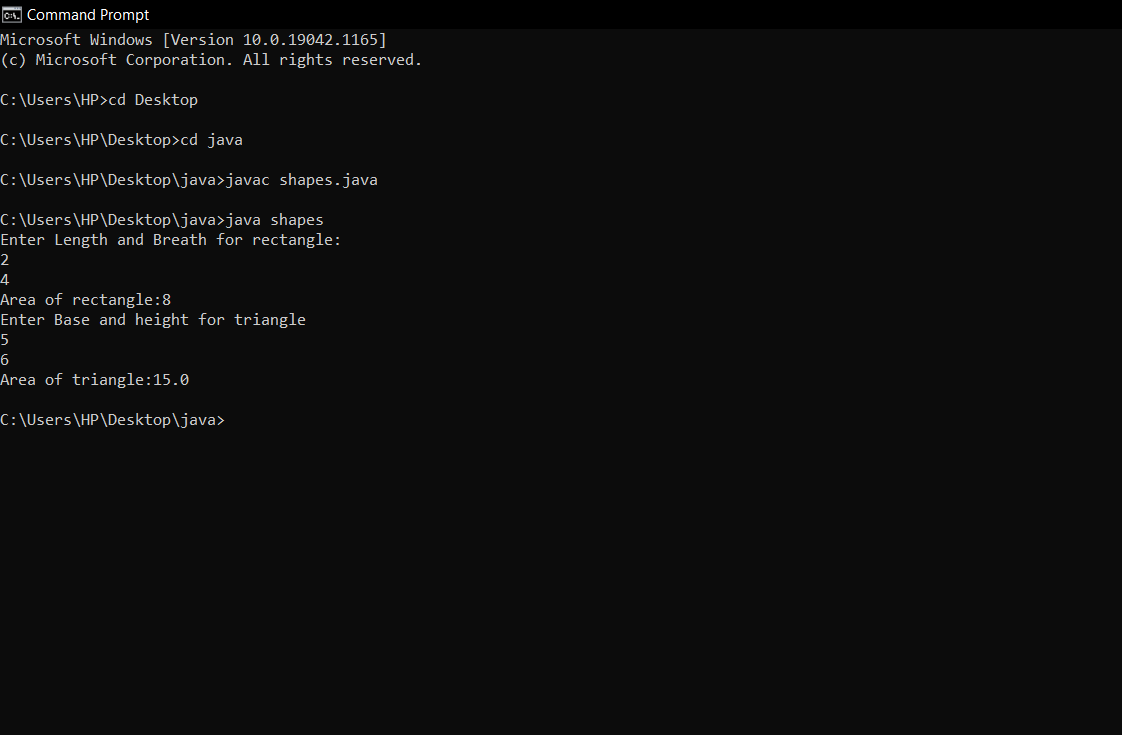 Command Prompt
Microsoft Windows [Version 10.0.19042.1165]
(c) Microsoft Corporation. All rights reserved.
C:\Users\HP>cd Desktop
C:\Users\HP\Desktop>cd java
C:\Users\HP\Desktop\java>javac shapes.java
C:\Users\HP\Desktop\java>java shapes
Enter Length and Breath for rectangle:
2
4
Area of rectangle:8
Enter Base and height for triangle
5
6
Area of triangle:15.0
C:\Users\HP\Desktop\java>